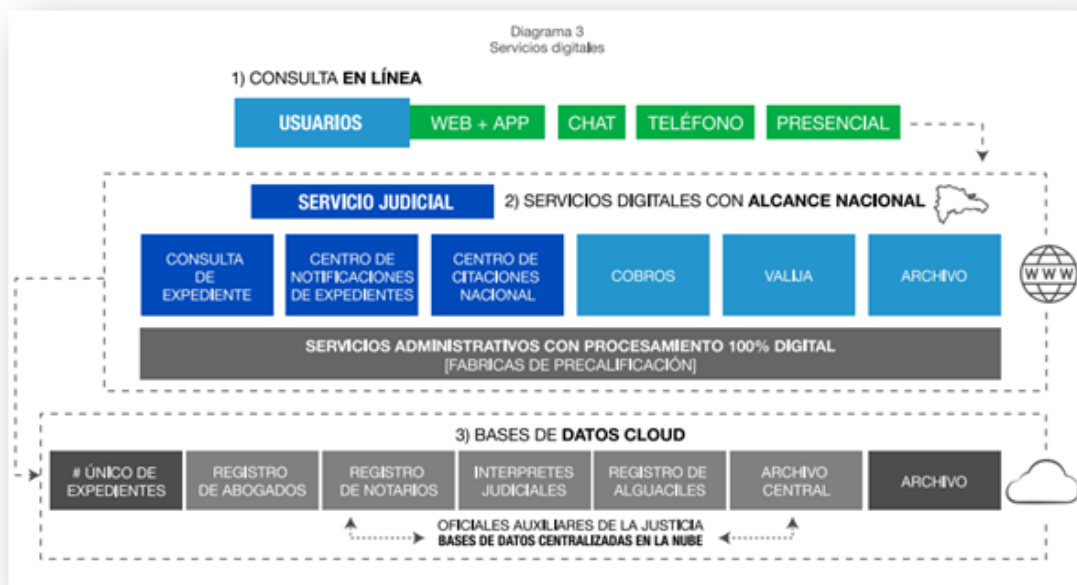 Diagrama 3
Servicios digitales
1) CONSULTA EN LÍNEA
USUARIOS
WEB + APP
CHAT
TELÉFONO
PRESENCIAL
SERVICIO JUDICIAL
2) SERVICIOS DIGITALES CON ALCANCE NACIONAL
CONSULTA
DE
EXPEDIENTE
CENTRO DE
NOTIFICACIONES
DE EXPEDIENTES
CENTRO DE
CITACIONES
NACIONAL
COBROS
VALIJA
ARCHIVO
WWW
SERVICIOS ADMINISTRATIVOS CON PROCESAMIENTO 100% DIGITAL
[FABRICAS DE PRECALIFICACIÓN]
3) BASES DE DATOS CLOUD
# ÚNICO DE
EXPEDIENTES
REGISTRO
DE ABOGADOS
REGISTRO
DE NOTARIOS
INTERPRETES
JUDICIALES
REGISTRO DE
ALGUACILES
ARCHIVO
CENTRAL
ARCHIVO
OFICIALES AUXILIARES DE LA JUSTICIA
BASES DE DATOS CENTRALIZADAS EN LA NUBE